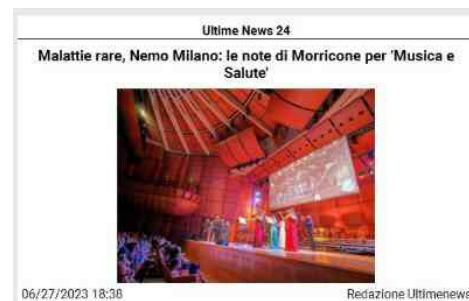 Ultime News 24
Malattie rare, Nemo Milano: le note di Morricone per 'Musica e
Salute'
06/27/2023 18:38
Redazione Ultimenews